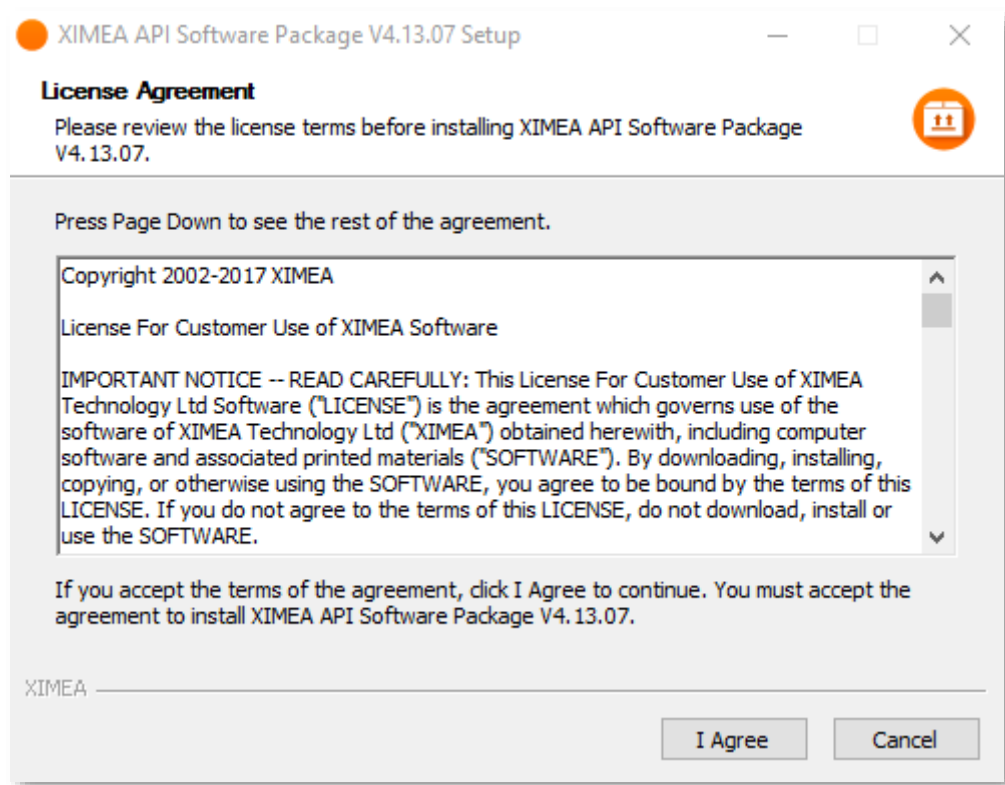 XIMEA API Software Package V4.13.07 Setup
License Agreement
Please review the license terms before installing XIMEA API Software Package
V4.13.07.
Press Page Down to see the rest of the agreement.
Copyright 2002-2017 XIMEA
License For Customer Use of XIMEA Software
IMPORTANT NOTICE -- READ CAREFULLY: This License For Customer Use of XIMEA
Technology Ltd Software ("LICENSE") is the agreement which governs use of the
software of XIMEA Technology Ltd ("XIMEA") obtained herewith, including computer
software and associated printed materials ("SOFTWARE"). By downloading, installing,
copying, or otherwise using the SOFTWARE, you agree to be bound by the terms of this
LICENSE. If you do not agree to the terms of this LICENSE, do not download, install or
use the SOFTWARE.
If you accept the terms of the agreement, click I Agree to continue. You must accept the
agreement to install XIMEA API Software Package V4.13.07.
XIMEA
I Agree
Cancel